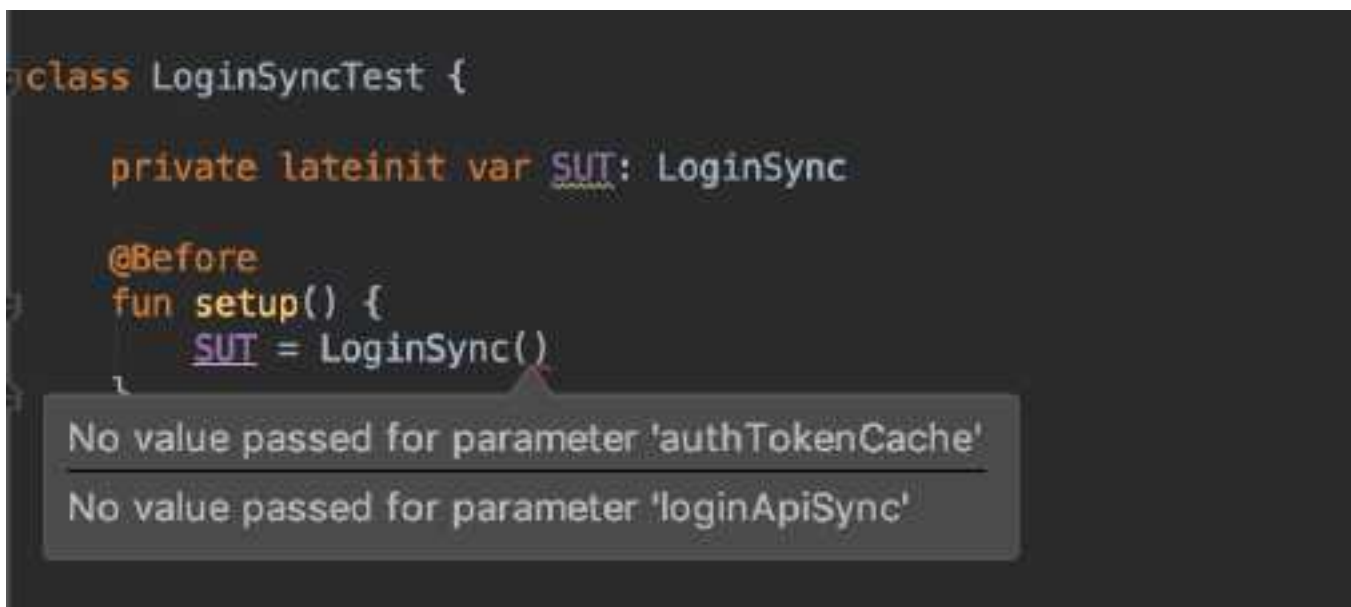 class LoginSyncTest {
private lateinit var SUT: LoginSync
@Before
fun setup() {
SUT = LoginSync()
}
No value passed for parameter 'authTokenCache'
No value passed for parameter 'loginApiSync'